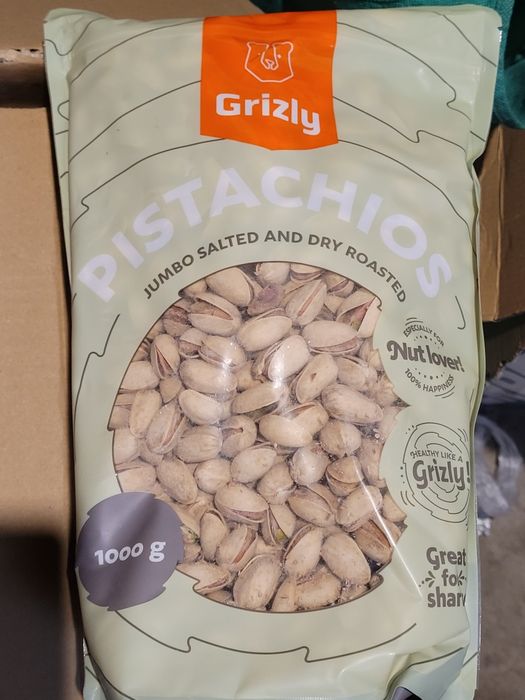 Grizly
PISTACHIOS
JUMBO SALTED AND DRY ROASTED
ESPECIALLY FOR
Nut lover!
100% HAPPINESS
HEALTHY LIKE A
Grizly!
1000 g
Great
for
share